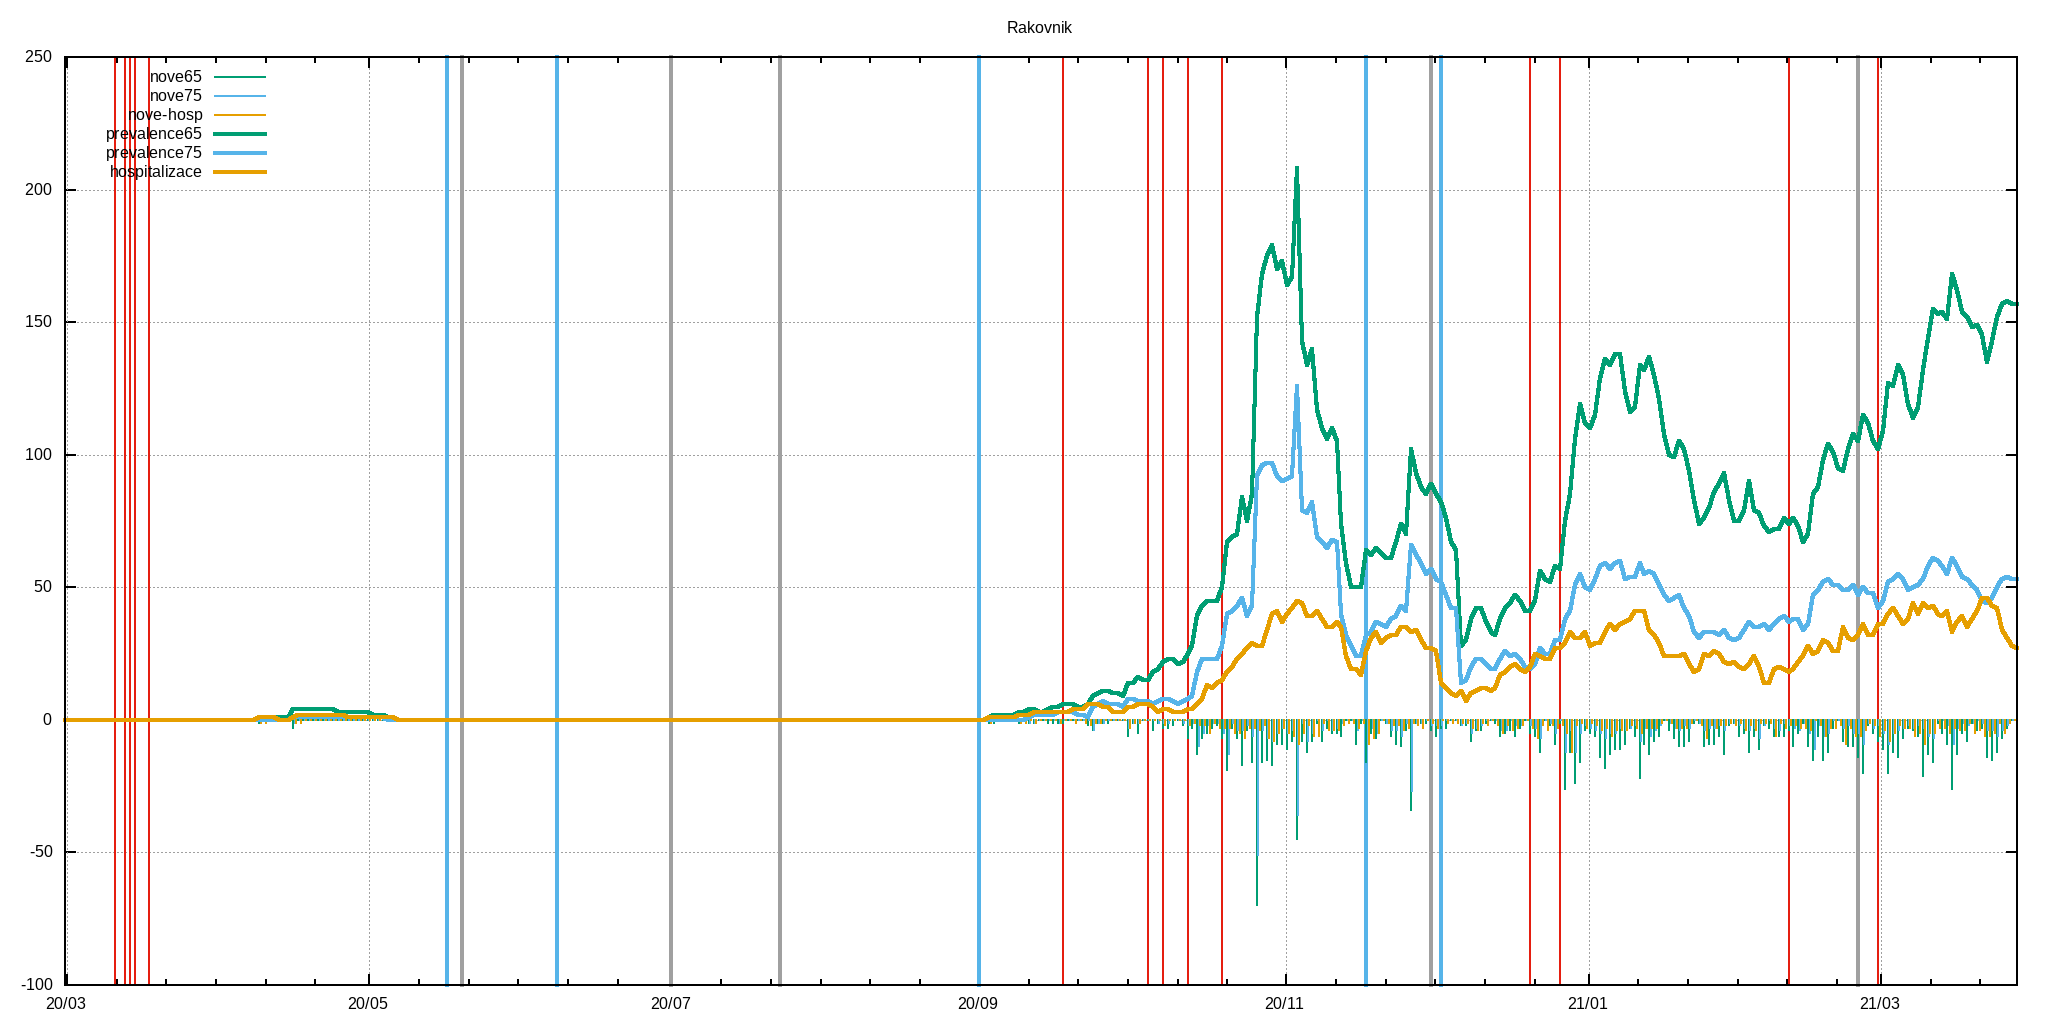 Rakovnik
250
200
150
100
50
0
-50
-100
nove65
nove75
nove-hosp
prevalence65
prevalence75
hospitalizace
20/03 20/05 20/07 20/09 20/11 21/01 21/03